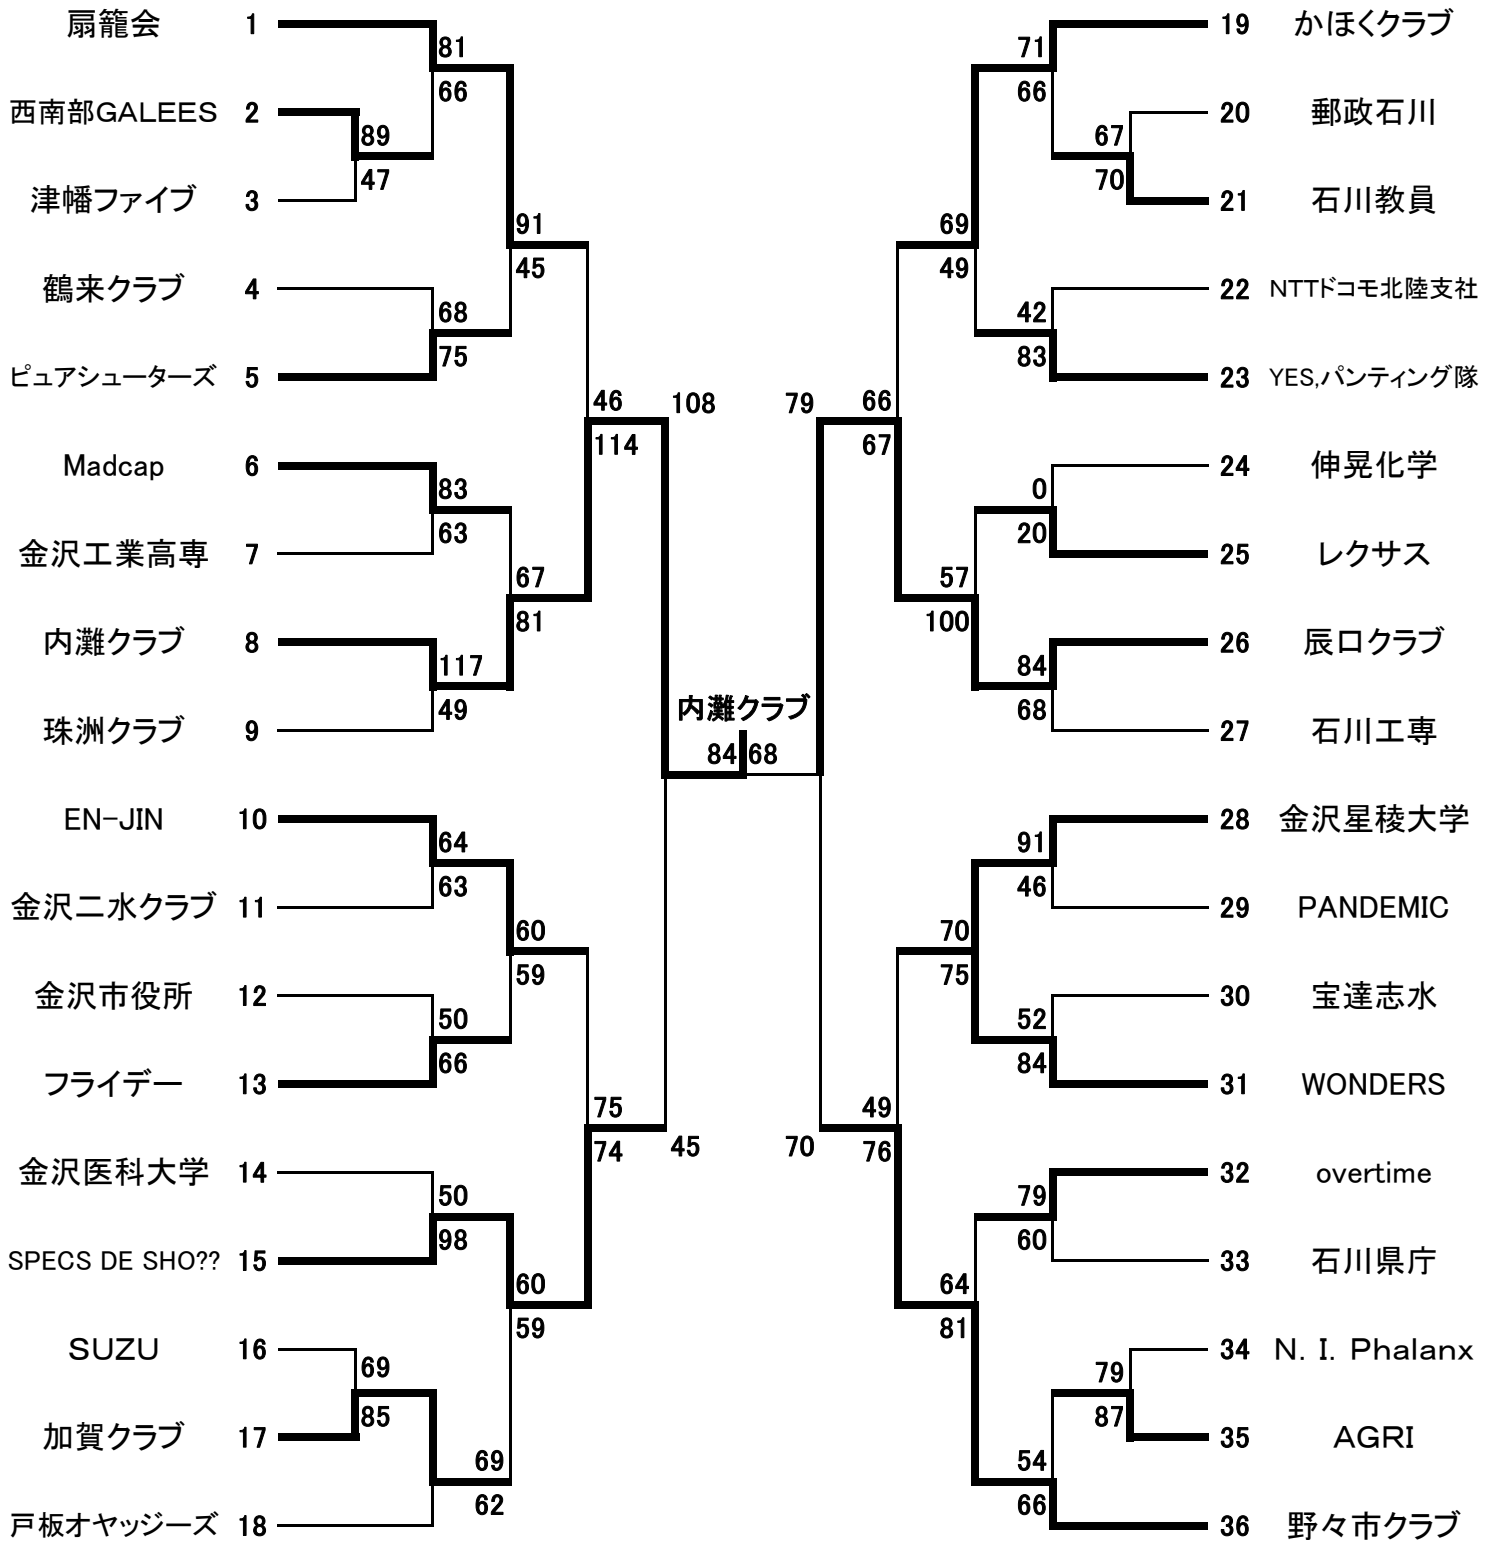 扇籠会 1
西南部GALEES 2
津幡ファイブ 3
鶴来クラブ 4
ピュアシューターズ 5
Madcap 6
金沢工業高専 7
内灘クラブ 8
珠洲クラブ 9
EN-JIN 10
金沢二水クラブ 11
金沢市役所 12
フライデー 13
金沢医科大学 14
SPECS DE SHO?? 15
SUZU 16
加賀クラブ 17
戸板オヤッジーズ 18
81
66
89
47
91
45
68
75
46
114
83
63
67
81
117
49
64
63
60
59
50
66
75
74
50
98
60
59
69
85
69
62
108
45
内灘クラブ
84 68
79
70
71
66
67
70
69
49
42
83
66
67
0
20
57
100
84
68
91
46
70
75
52
84
49
76
79
60
64
81
79
87
54
66
19 かほくクラブ
20 郵政石川
21 石川教員
22 NTTドコモ北陸支社
23 YES,パンティング隊
24 伸晃化学
25 レクサス
26 辰口クラブ
27 石川工専
28 金沢星稜大学
29 PANDEMIC
30 宝達志水
31 WONDERS
32 overtime
33 石川県庁
34 N. I. Phalanx
35 AGRI
36 野々市クラブ